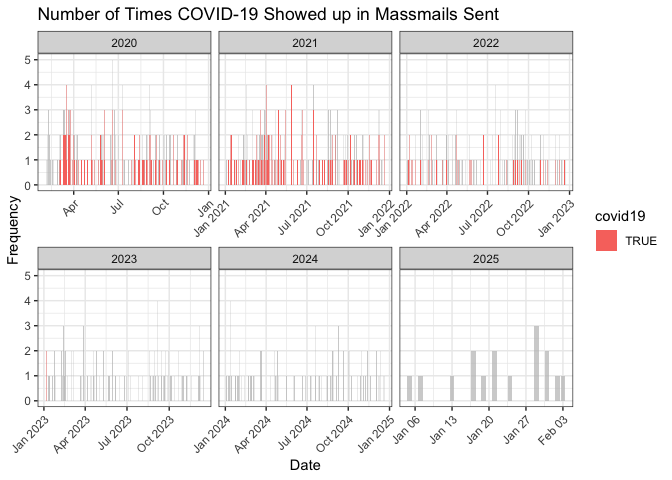 Number of Times COVID-19 Showed up in Massmails Sent
2020
2021
2022
5
4
3
2
1
0
Apr
Jul
Oct
Jan
Jan 2021
Apr 2021
Jul 2021
Oct 2021
Jan 2022
Jan 2022
Apr 2022
Jul 2022
Oct 2022
Jan 2023
Frequency
covid19
TRUE
2023
2024
2025
5
4
3
2
1
0
Jan 2023
Apr 2023
Jul 2023
Oct 2023
Jan 2024
Apr 2024
Jul 2024
Oct 2024
Jan 2025
Jan 06
Jan 13
Jan 20
Jan 27
Feb 03
Date